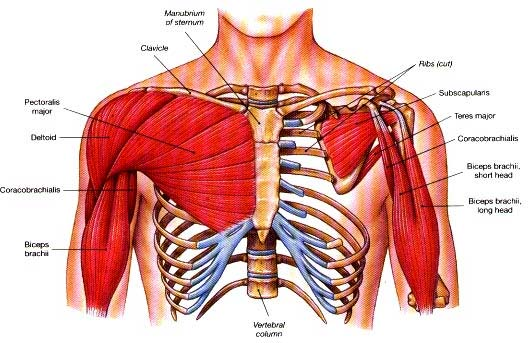 Manubrium
of sternum
Clavicle
Pectoralis
major
Deltoid
Coracobrachialis
Biceps
brachii
Ribs (cut)
Subscapularis
Teres major
Coracobrachialis
Biceps brachii,
short head
Biceps brachii,
long head
Vertebral
column